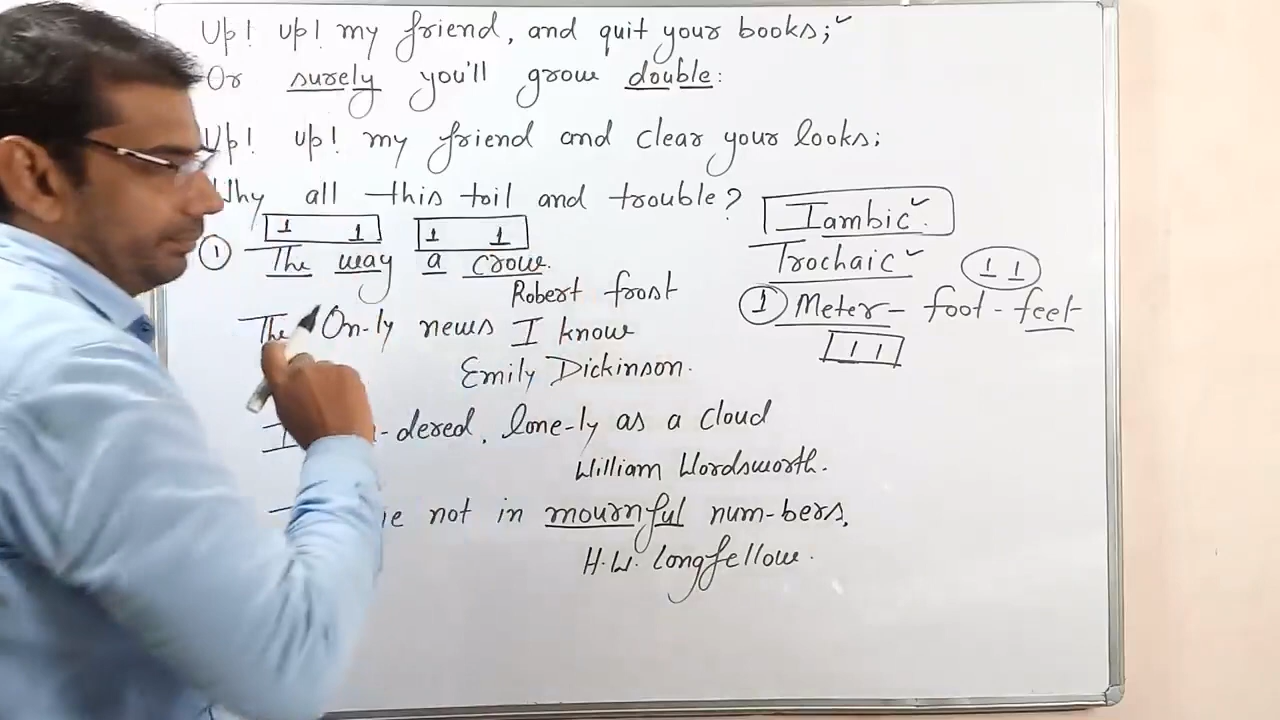 Up! up! my friend, and quit your books;
Or surely you'll grow double:
Up! up! my friend and clear your looks;
Why all this toil and trouble?
1 1 1 1
① The way a crow.
Robert frost
The On-ly news I know
Emily Dickinson.
I -dered, lone-ly as a cloud
William Wordsworth.
not in mournful num-bers,
H.W. Longfellow.
Iambic
Trochaic
1 1
① Meter - foot - feet
1 1